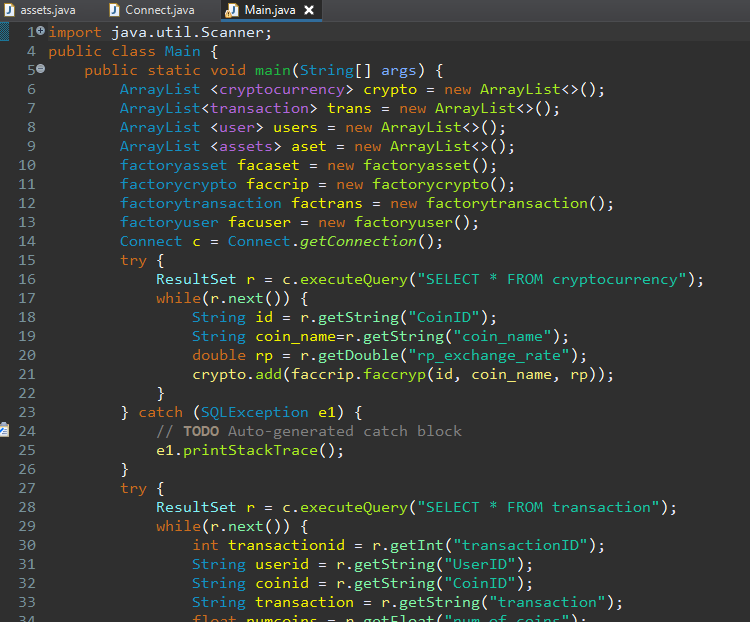 assets.java Connect.java Main.java
1 import java.util.Scanner;
4 public class Main {
5 public static void main(String[] args) {
6 ArrayList <cryptocurrency> crypto = new ArrayList<>();
7 ArrayList<transaction> trans = new ArrayList<>();
8 ArrayList <user> users = new ArrayList<>();
9 ArrayList <assets> aset = new ArrayList<>();
10 factoryasset facaset = new factoryasset();
11 factorycrypto faccrip = new factorycrypto();
12 factorytransaction factrans = new factorytransaction();
13 factoryuser facuser = new factoryuser();
14 Connect c = Connect.getConnection();
15 try {
16 ResultSet r = c.executeQuery("SELECT * FROM cryptocurrency");
17 while(r.next()) {
18 String id = r.getString("CoinID");
19 String coin_name=r.getString("coin_name");
20 double rp = r.getDouble("rp_exchange_rate");
21 crypto.add(faccrip.faccryp(id, coin_name, rp));
22 }
23 } catch (SQLException e1) {
24 // TODO Auto-generated catch block
25 e1.printStackTrace();
26 }
27 try {
28 ResultSet r = c.executeQuery("SELECT * FROM transaction");
29 while(r.next()) {
30 int transactionid = r.getInt("transactionID");
31 String userid = r.getString("UserID");
32 String coinid = r.getString("CoinID");
33 String transaction = r.getString("transaction");
34 float numcoins = r.getFloat("num_of_coins");